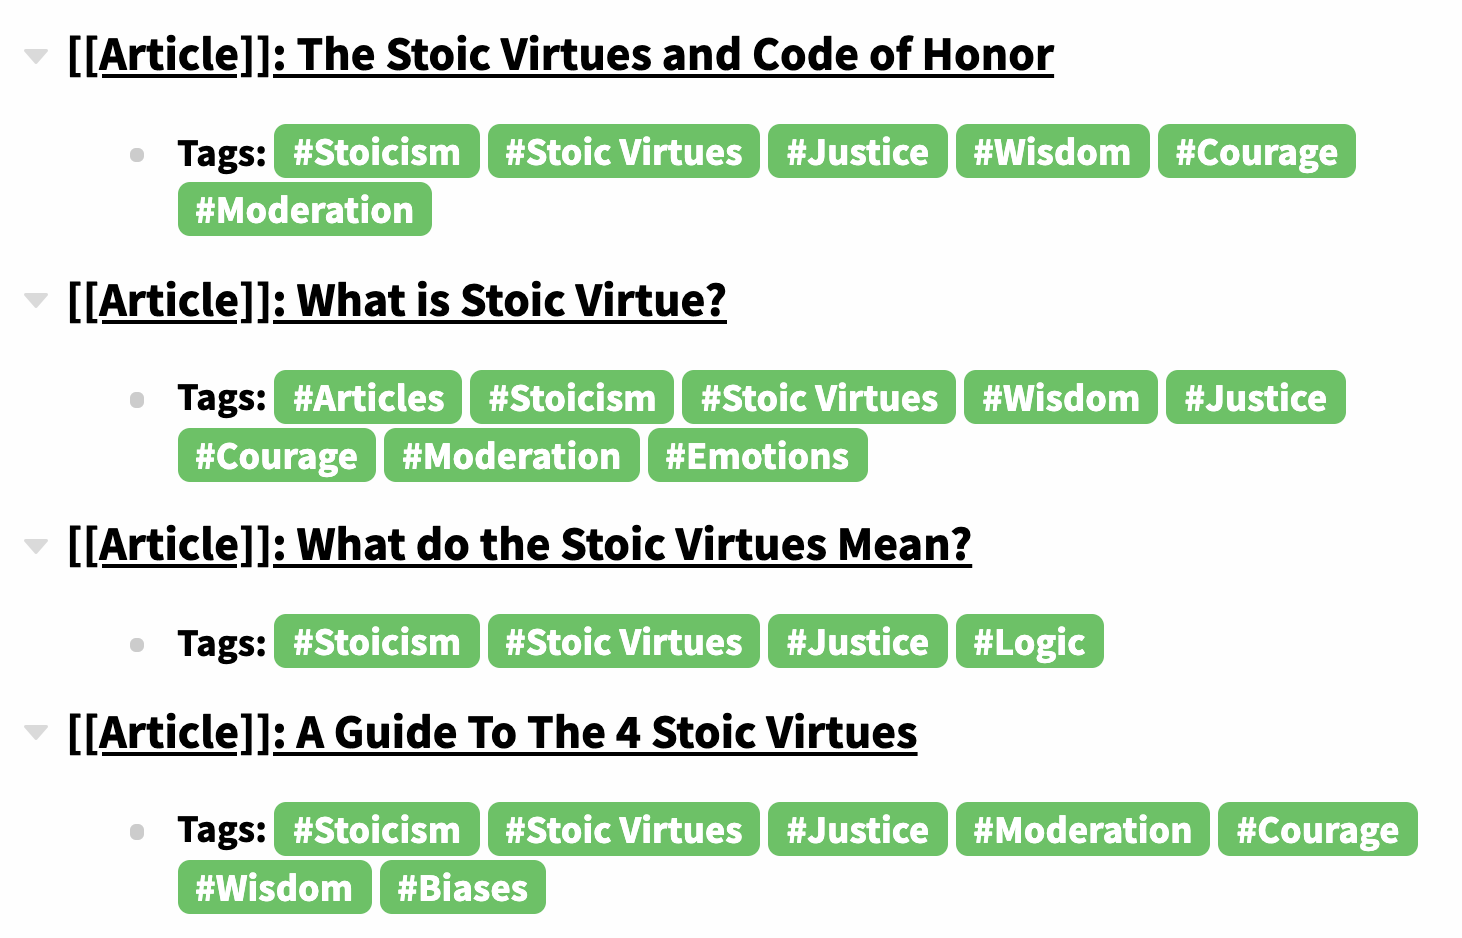 [[Article]]: The Stoic Virtues and Code of Honor
Tags: #Stoicism #Stoic Virtues #Justice #Wisdom #Courage
#Moderation
[[Article]]: What is Stoic Virtue?
Tags: #Articles #Stoicism #Stoic Virtues #Wisdom #Justice
#Courage #Moderation #Emotions
[[Article]]: What do the Stoic Virtues Mean?
Tags: #Stoicism #Stoic Virtues #Justice #Logic
[[Article]]: A Guide To The 4 Stoic Virtues
Tags: #Stoicism #Stoic Virtues #Justice #Moderation #Courage
#Wisdom #Biases